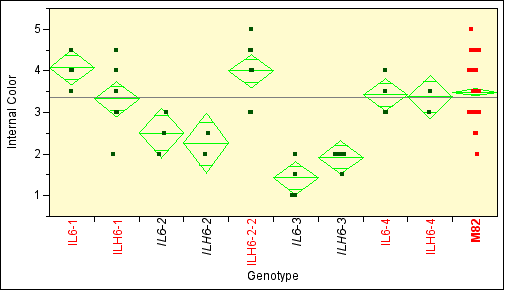 5
4
3
2
1
Internal Color
IL6-1
ILH6-1
IL6-2
ILH6-2
ILH6-2-2
IL6-3
ILH6-3
IL6-4
ILH6-4
M82
Genotype